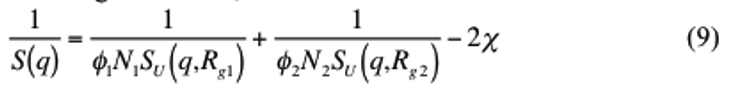 1/S(q) = 1/(ϕ₁N₁S_U(q,R_g1)) + 1/(ϕ₂N₂S_U(q,R_g2)) − 2χ (9)